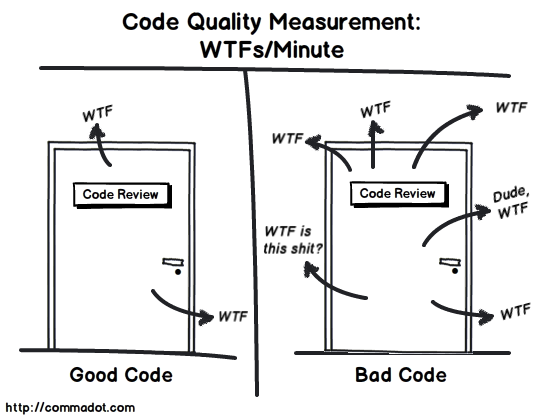 Code Quality Measurement:
WTFs/Minute
WTF
Code Review
WTF
Good Code
WTF
WTF
WTF
Code Review
Dude,
WTF
WTF is
this shit?
WTF
Bad Code
http://commadot.com